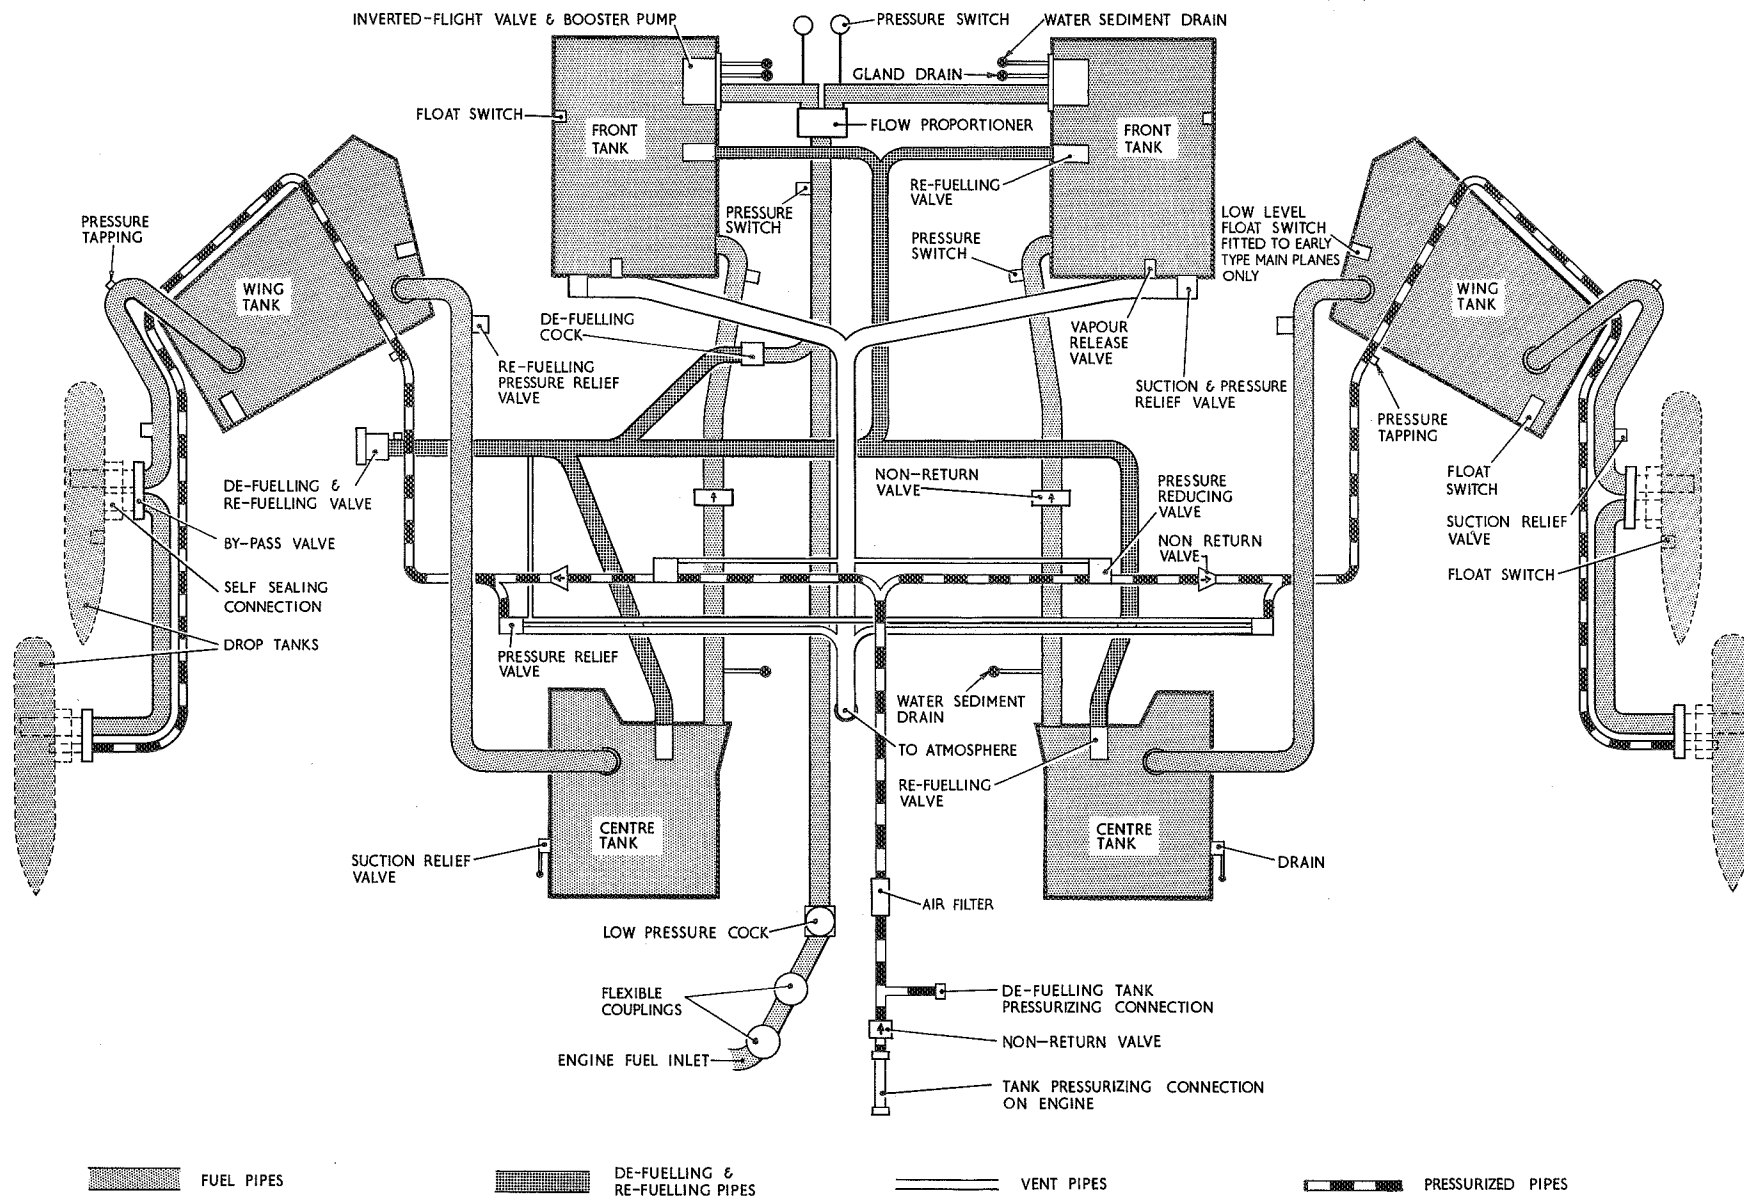 INVERTED-FLIGHT VALVE & BOOSTER PUMP
PRESSURE SWITCH
WATER SEDIMENT DRAIN
GLAND DRAIN
FLOAT SWITCH
FLOW PROPORTIONER
FRONT
TANK
FRONT
TANK
RE-FUELLING
VALVE
PRESSURE
SWITCH
PRESSURE
TAPPING
LOW LEVEL
FLOAT SWITCH
FITTED TO EARLY
TYPE MAIN PLANES
ONLY
PRESSURE
SWITCH
WING
TANK
WING
TANK
DE-FUELLING
COCK
VAPOUR
RELEASE
VALVE
RE-FUELLING
PRESSURE RELIEF
VALVE
SUCTION & PRESSURE
RELIEF VALVE
PRESSURE
TAPPING
DE-FUELLING &
RE-FUELLING VALVE
NON-RETURN
VALVE
PRESSURE
REDUCING
VALVE
FLOAT
SWITCH
SUCTION RELIEF
VALVE
BY-PASS VALVE
NON RETURN
VALVE
FLOAT SWITCH
SELF SEALING
CONNECTION
DROP TANKS
PRESSURE RELIEF
VALVE
WATER SEDIMENT
DRAIN
TO ATMOSPHERE
RE-FUELLING
VALVE
CENTRE
TANK
CENTRE
TANK
SUCTION RELIEF
VALVE
DRAIN
AIR FILTER
LOW PRESSURE COCK
FLEXIBLE
COUPLINGS
DE-FUELLING TANK
PRESSURIZING CONNECTION
NON-RETURN VALVE
ENGINE FUEL INLET
TANK PRESSURIZING CONNECTION
ON ENGINE
FUEL PIPES
DE-FUELLING &
RE-FUELLING PIPES
VENT PIPES
PRESSURIZED PIPES